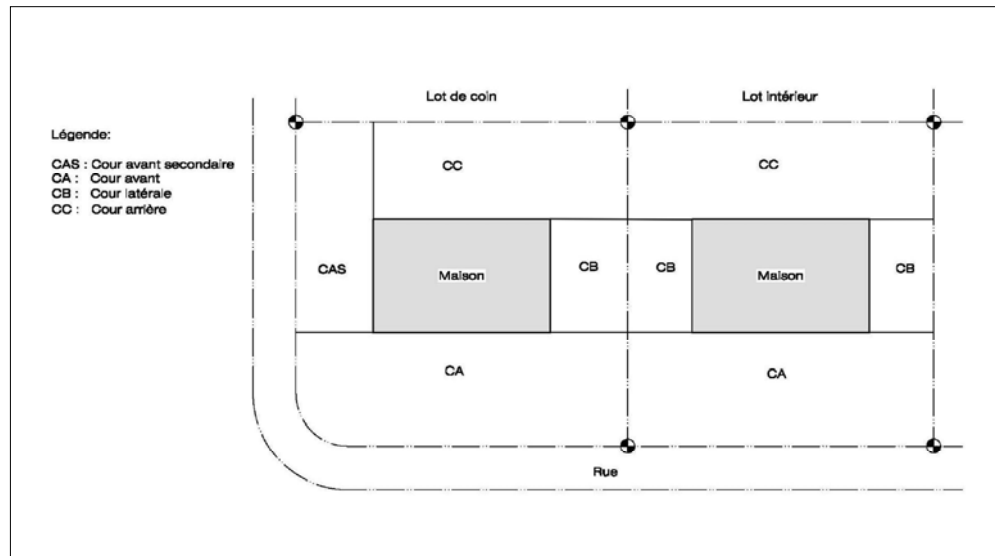 Lot de coin
Lot intérieur
Légende:
CAS : Cour avant secondaire
CA : Cour avant
CB : Cour latérale
CC : Cour arrière
CC
CC
CAS
Maison
CB
CB
Maison
CB
CA
CA
Rue